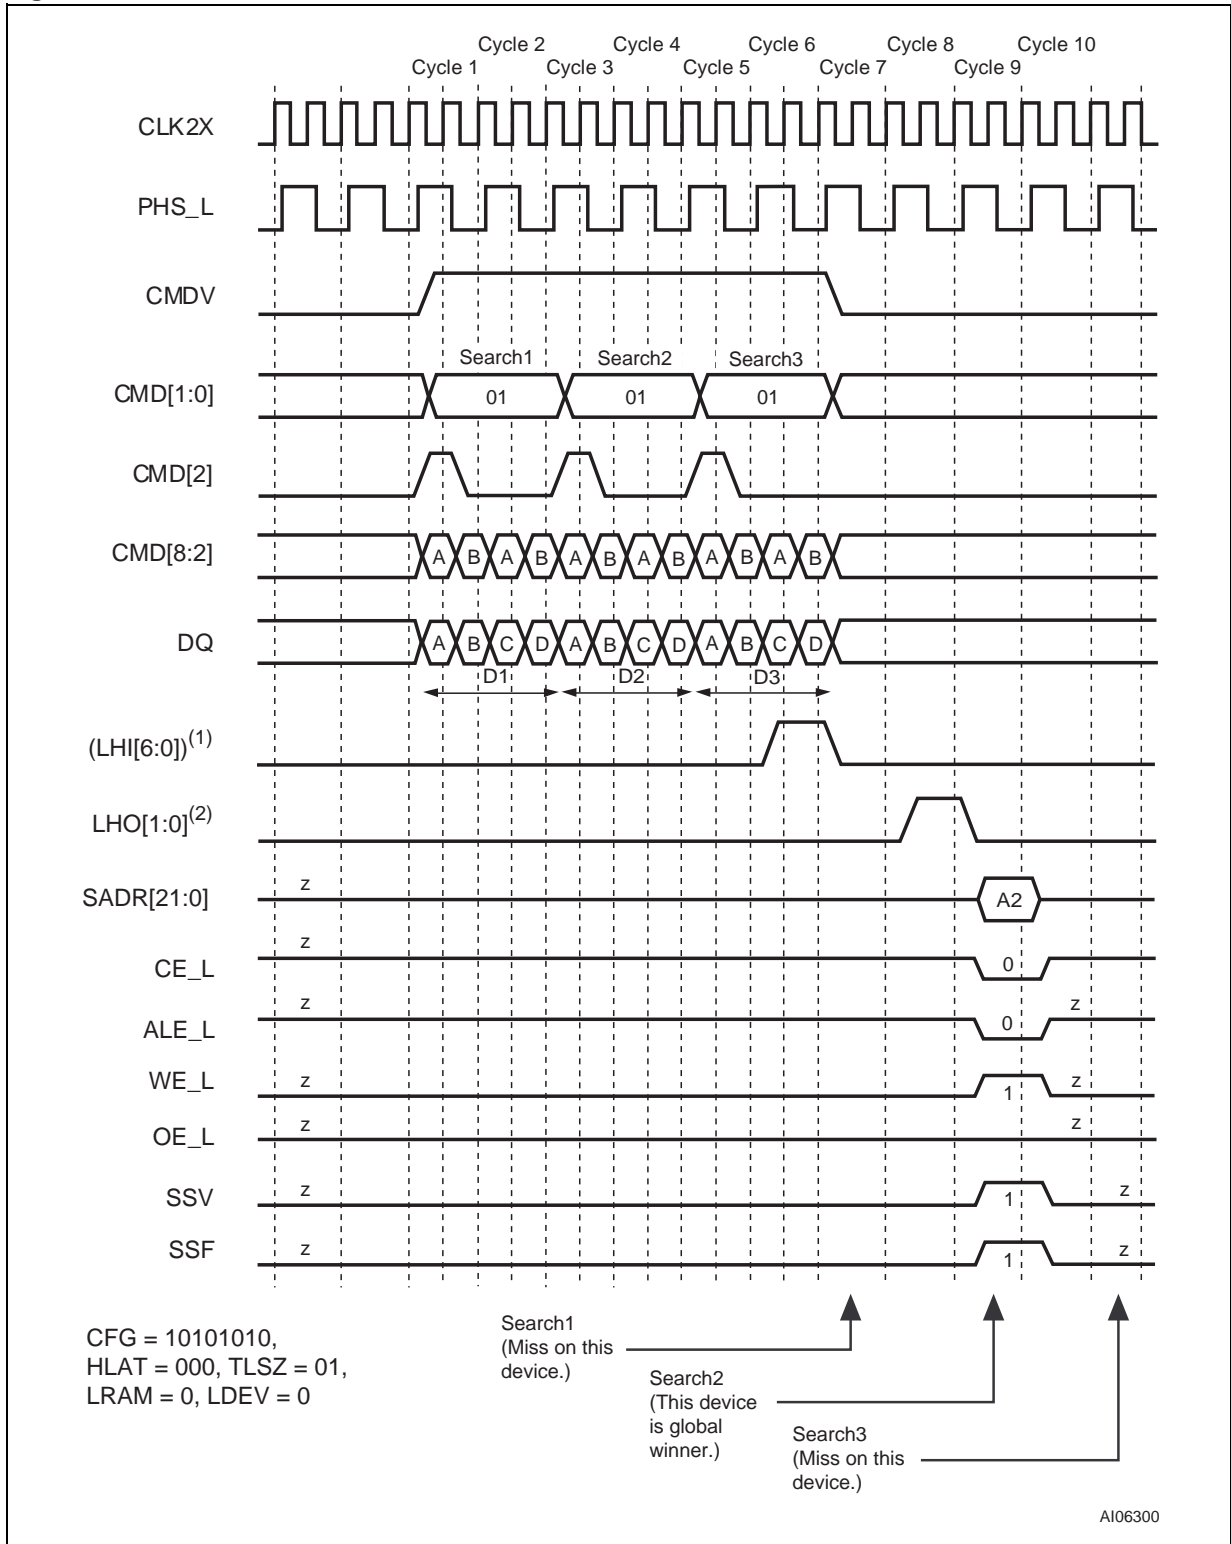 Cycle 2 Cycle 4 Cycle 6 Cycle 8 Cycle 10
Cycle 1 Cycle 3 Cycle 5 Cycle 7 Cycle 9
CLK2X
PHS_L
CMDV
Search1 Search2 Search3
CMD[1:0] 01 01 01
CMD[2]
CMD[8:2] A B A B A B A B A B A B
DQ A B C D A B C D A B C D
D1 D2 D3
(LHI[6:0])(1)
LHO[1:0](2)
SADR[21:0] z A2
CE_L z 0
ALE_L z 0 z
WE_L z 1 z
OE_L z z
SSV z 1 z
SSF z 1 z
CFG = 10101010,
HLAT = 000, TLSZ = 01,
LRAM = 0, LDEV = 0
Search1
(Miss on this
device.)
Search2
(This device
is global
winner.)
Search3
(Miss on this
device.)
AI06300